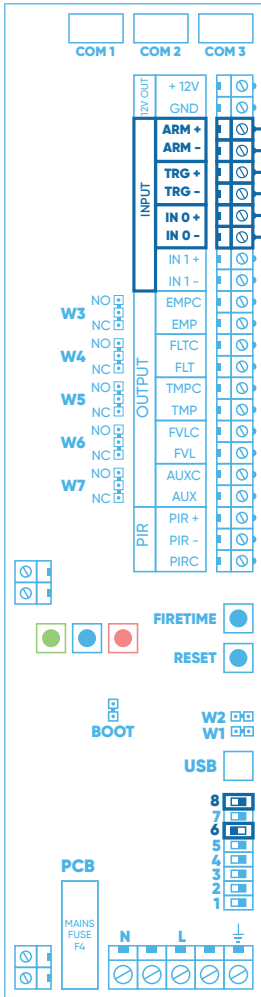 COM 1 COM 2 COM 3
12V OUT
+ 12V
GND
INPUT
ARM +
ARM -
TRG +
TRG -
IN 0 +
IN 0 -
IN 1 +
IN 1 -
OUTPUT
EMPC
EMP
FLTC
FLT
TMPC
TMP
FVLC
FVL
AUXC
AUX
PIR
PIR +
PIR -
PIRC
W3 NO NC
W4 NO NC
W5 NO NC
W6 NO NC
W7 NO NC
FIRETIME
RESET
BOOT
W2
W1
USB
8
7
6
5
4
3
2
1
PCB
MAINS
FUSE
F4
N L